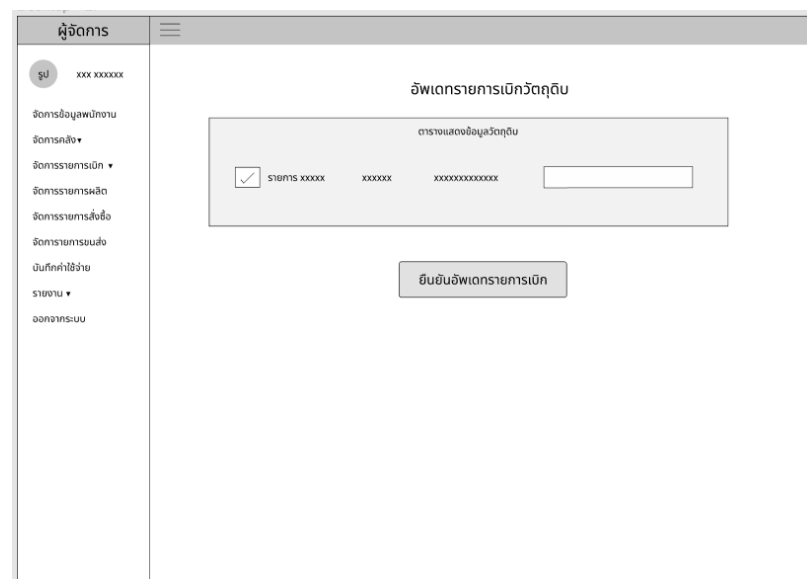 ผู้จัดการ
รูป xxx xxxxxx
จัดการข้อมูลพนักงาน
จัดการคลัง▾
จัดการรายการเบิก ▾
จัดการรายการผลิต
จัดการรายการสั่งซื้อ
จัดการายการขนส่ง
บันทึกค่าใช้จ่าย
รายงาน ▾
ออกจากระบบ
อัพเดทรายการเบิกวัตถุดิบ
ตารางแสดงข้อมูลวัตถุดิบ
รายการ xxxxx xxxxxx xxxxxxxxxxxxx
ยืนยันอัพเดทรายการเบิก